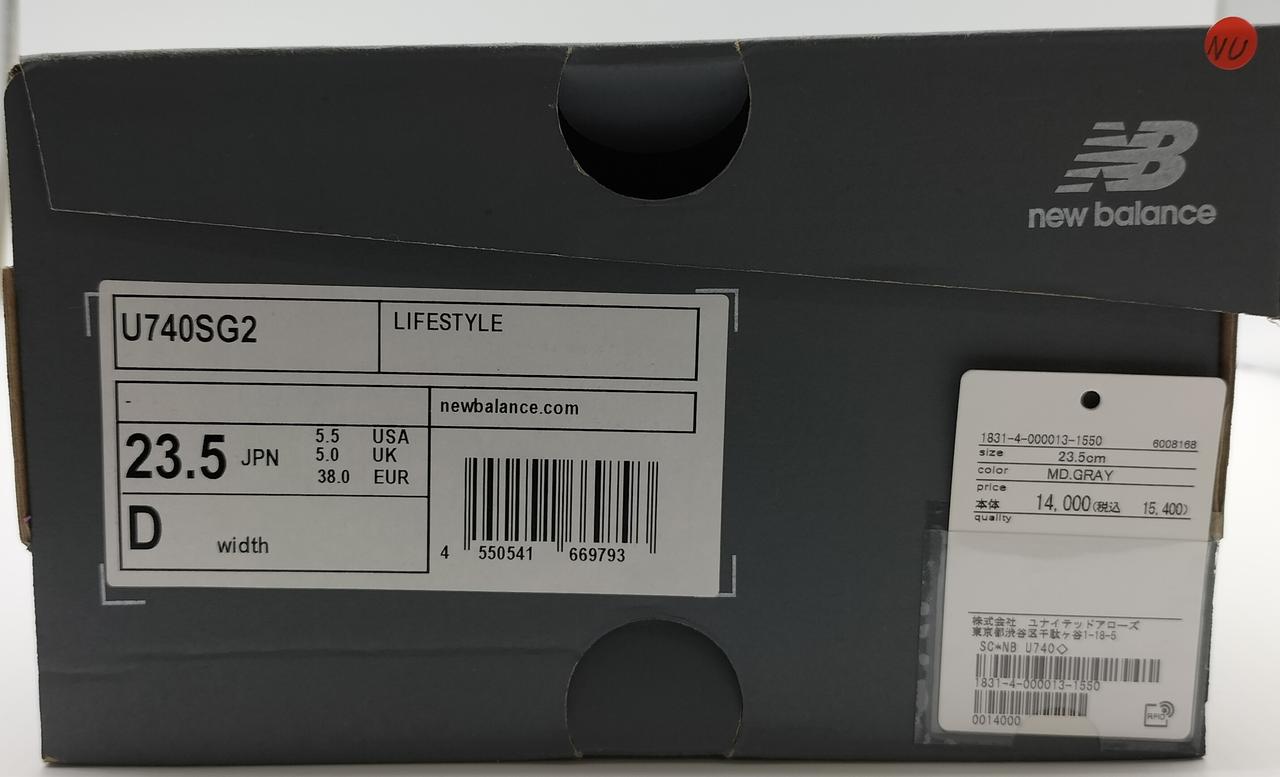 NU
NB
new balance
U740SG2
LIFESTYLE
-
newbalance.com
23.5 JPN
5.5 USA
5.0 UK
38.0 EUR
D width
4 550541 669793
1831-4-000013-1550 6008168
size 23.5cm
color MD.GRAY
price
本体 14,000(税込 15,400)
quality
株式会社 ユナイテッドアローズ
東京都渋谷区千駄ヶ谷1-18-5
SC*NB U740◇
1831-4-000013-1550
0014000
RFID